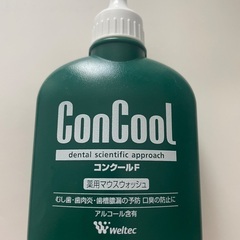 ConCool
dental scientific approach
コンクールF
薬用マウスウォッシュ
むし歯・歯肉炎・歯槽膿漏の予防 口臭の防止に
アルコール含有
Weltec